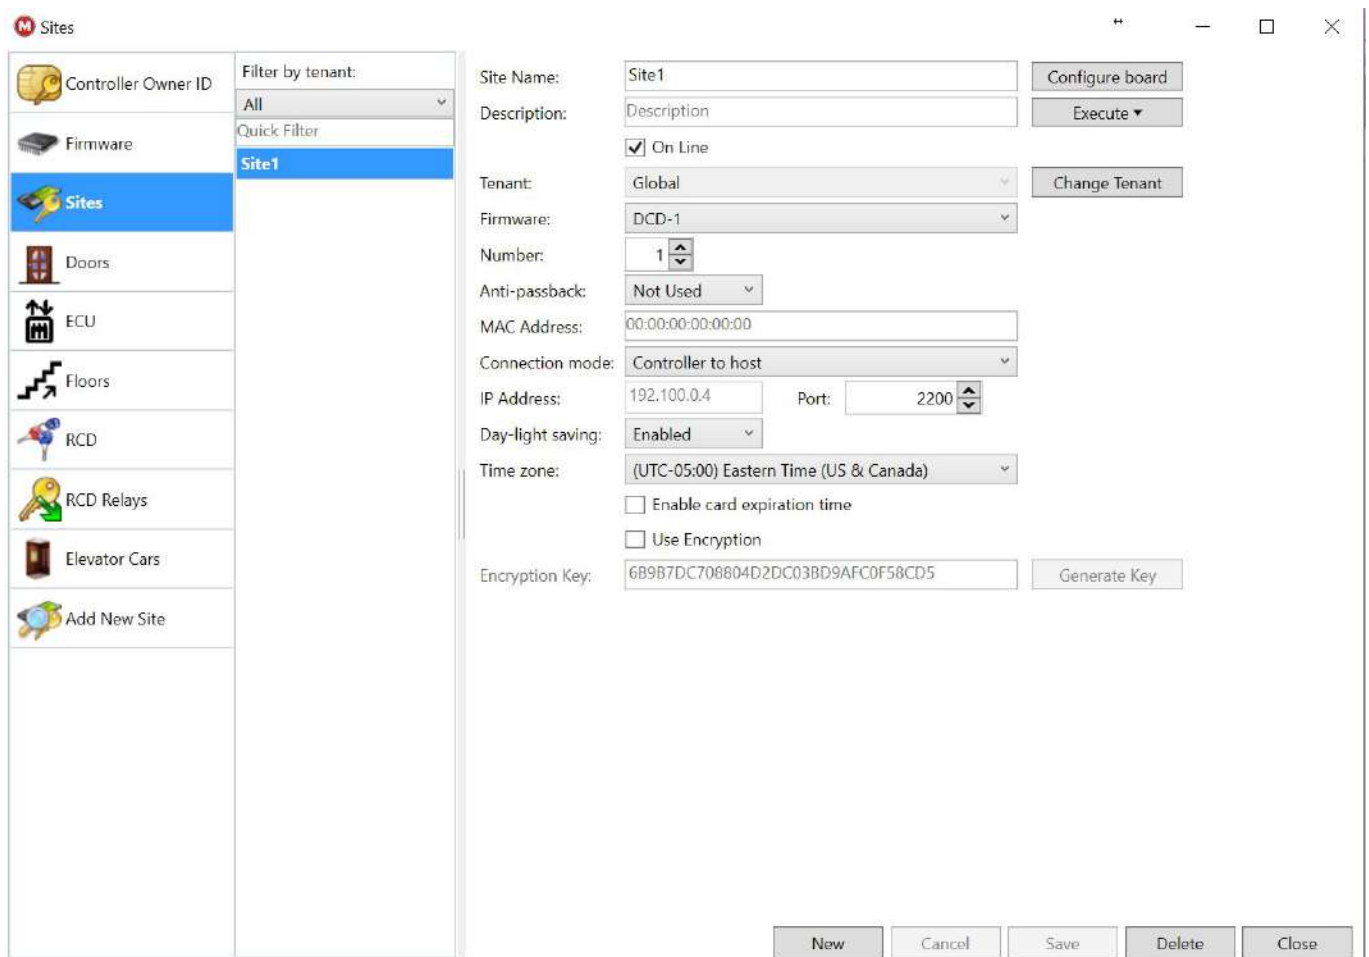 Sites
Controller Owner ID
Firmware
Sites
Doors
ECU
Floors
RCD
RCD Relays
Elevator Cars
Add New Site
Filter by tenant:
All
Quick Filter
Site1
Site Name: Site1 Configure board
Description: Description Execute
On Line
Tenant: Global Change Tenant
Firmware: DCD-1
Number: 1
Anti-passback: Not Used
MAC Address: 00:00:00:00:00:00
Connection mode: Controller to host
IP Address: 192.100.0.4 Port: 2200
Day-light saving: Enabled
Time zone: (UTC-05:00) Eastern Time (US & Canada)
Enable card expiration time
Use Encryption
Encryption Key: 6B9B7DC708804D2DC03BD9AFC0F58CD5 Generate Key
New Cancel Save Delete Close